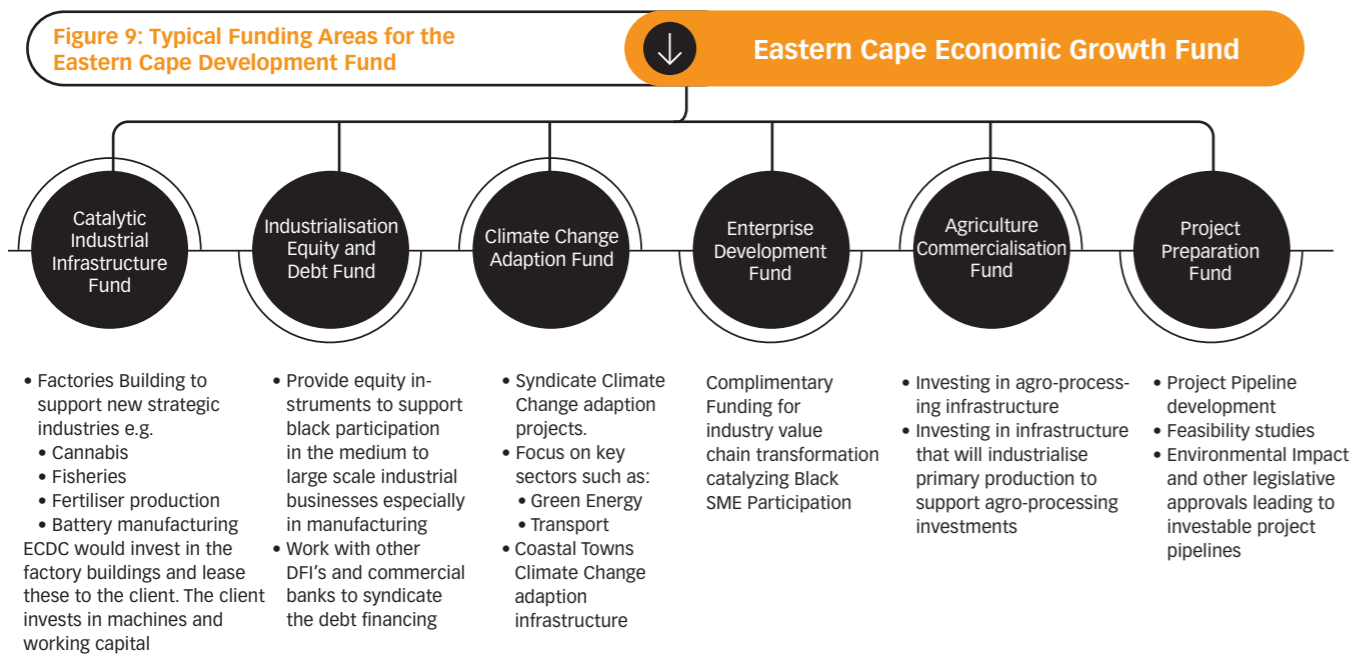 Figure 9: Typical Funding Areas for the
Eastern Cape Development Fund
Eastern Cape Economic Growth Fund
Catalytic
Industrial
Infrastructure
Fund
Industrialisation
Equity and
Debt Fund
Climate Change
Adaption Fund
Enterprise
Development
Fund
Agriculture
Commercialisation
Fund
Project
Preparation
Fund
• Factories Building to
support new strategic
industries e.g.
• Cannabis
• Fisheries
• Fertiliser production
• Battery manufacturing
ECDC would invest in the
factory buildings and lease
these to the client. The client
invests in machines and
working capital
• Provide equity in-
struments to support
black participation
in the medium to
large scale industrial
businesses especially
in manufacturing
• Work with other
DFI's and commercial
banks to syndicate
the debt financing
• Syndicate Climate
Change adaption
projects.
• Focus on key
sectors such as:
• Green Energy
• Transport
• Coastal Towns
Climate Change
adaption
infrastructure
Complimentary
Funding for
industry value
chain transformation
catalyzing Black
SME Participation
• Investing in agro-process-
ing infrastructure
• Investing in infrastructure
that will industrialise
primary production to
support agro-processing
investments
• Project Pipeline
development
• Feasibility studies
• Environmental Impact
and other legislative
approvals leading to
investable project
pipelines